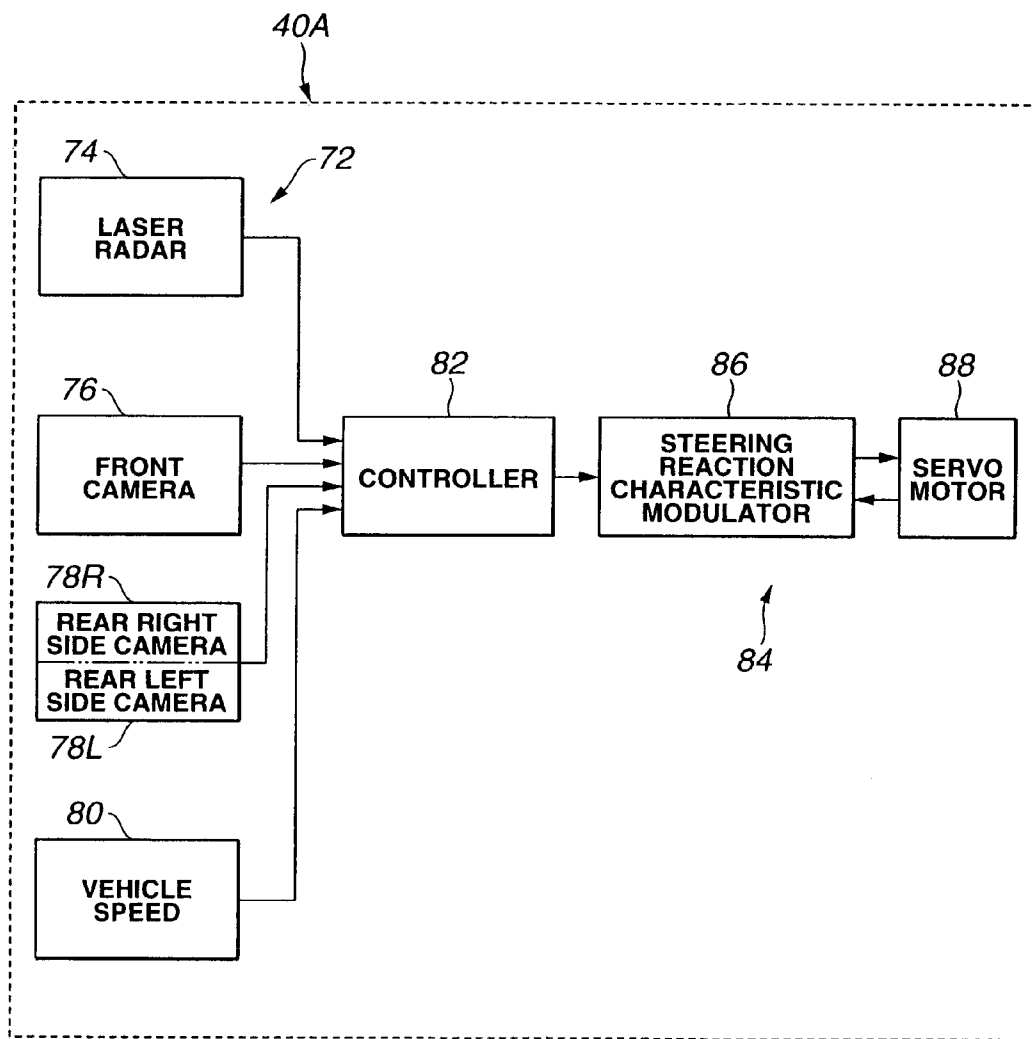 40A
74
72
LASER
RADAR
82
86
88
76
FRONT
CAMERA
CONTROLLER
STEERING
REACTION
CHARACTERISTIC
MODULATOR
SERVO
MOTOR
78R
REAR RIGHT
SIDE CAMERA
REAR LEFT
SIDE CAMERA
78L
84
80
VEHICLE
SPEED